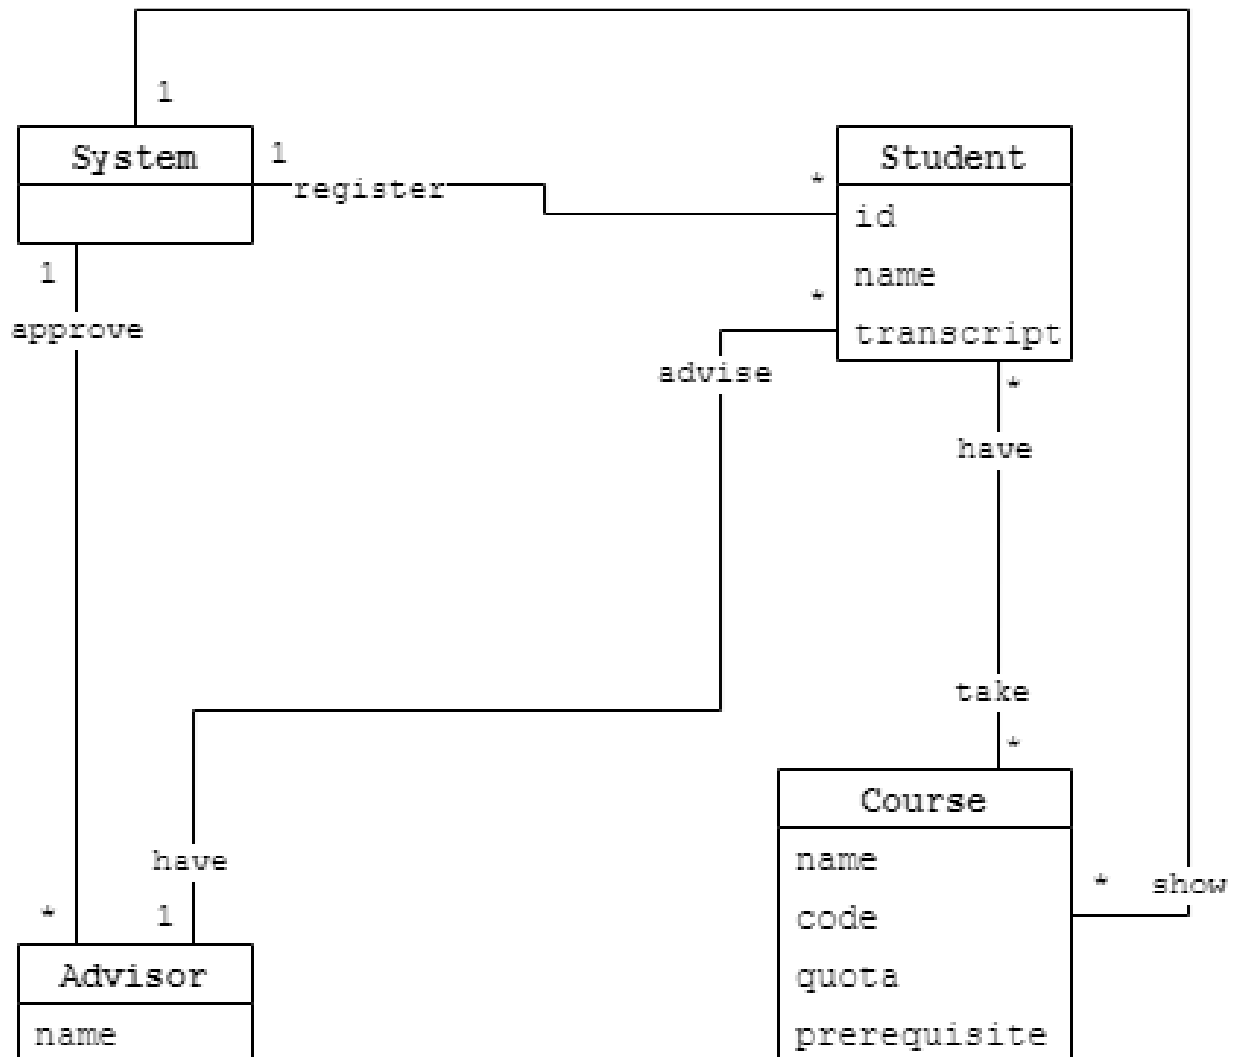 1
System
1
register
*
Student
id
name
transcript
1
approve
*
advise
*
have
take
*
Course
name
code
quota
prerequisite
*
show
have
1
*
Advisor
name